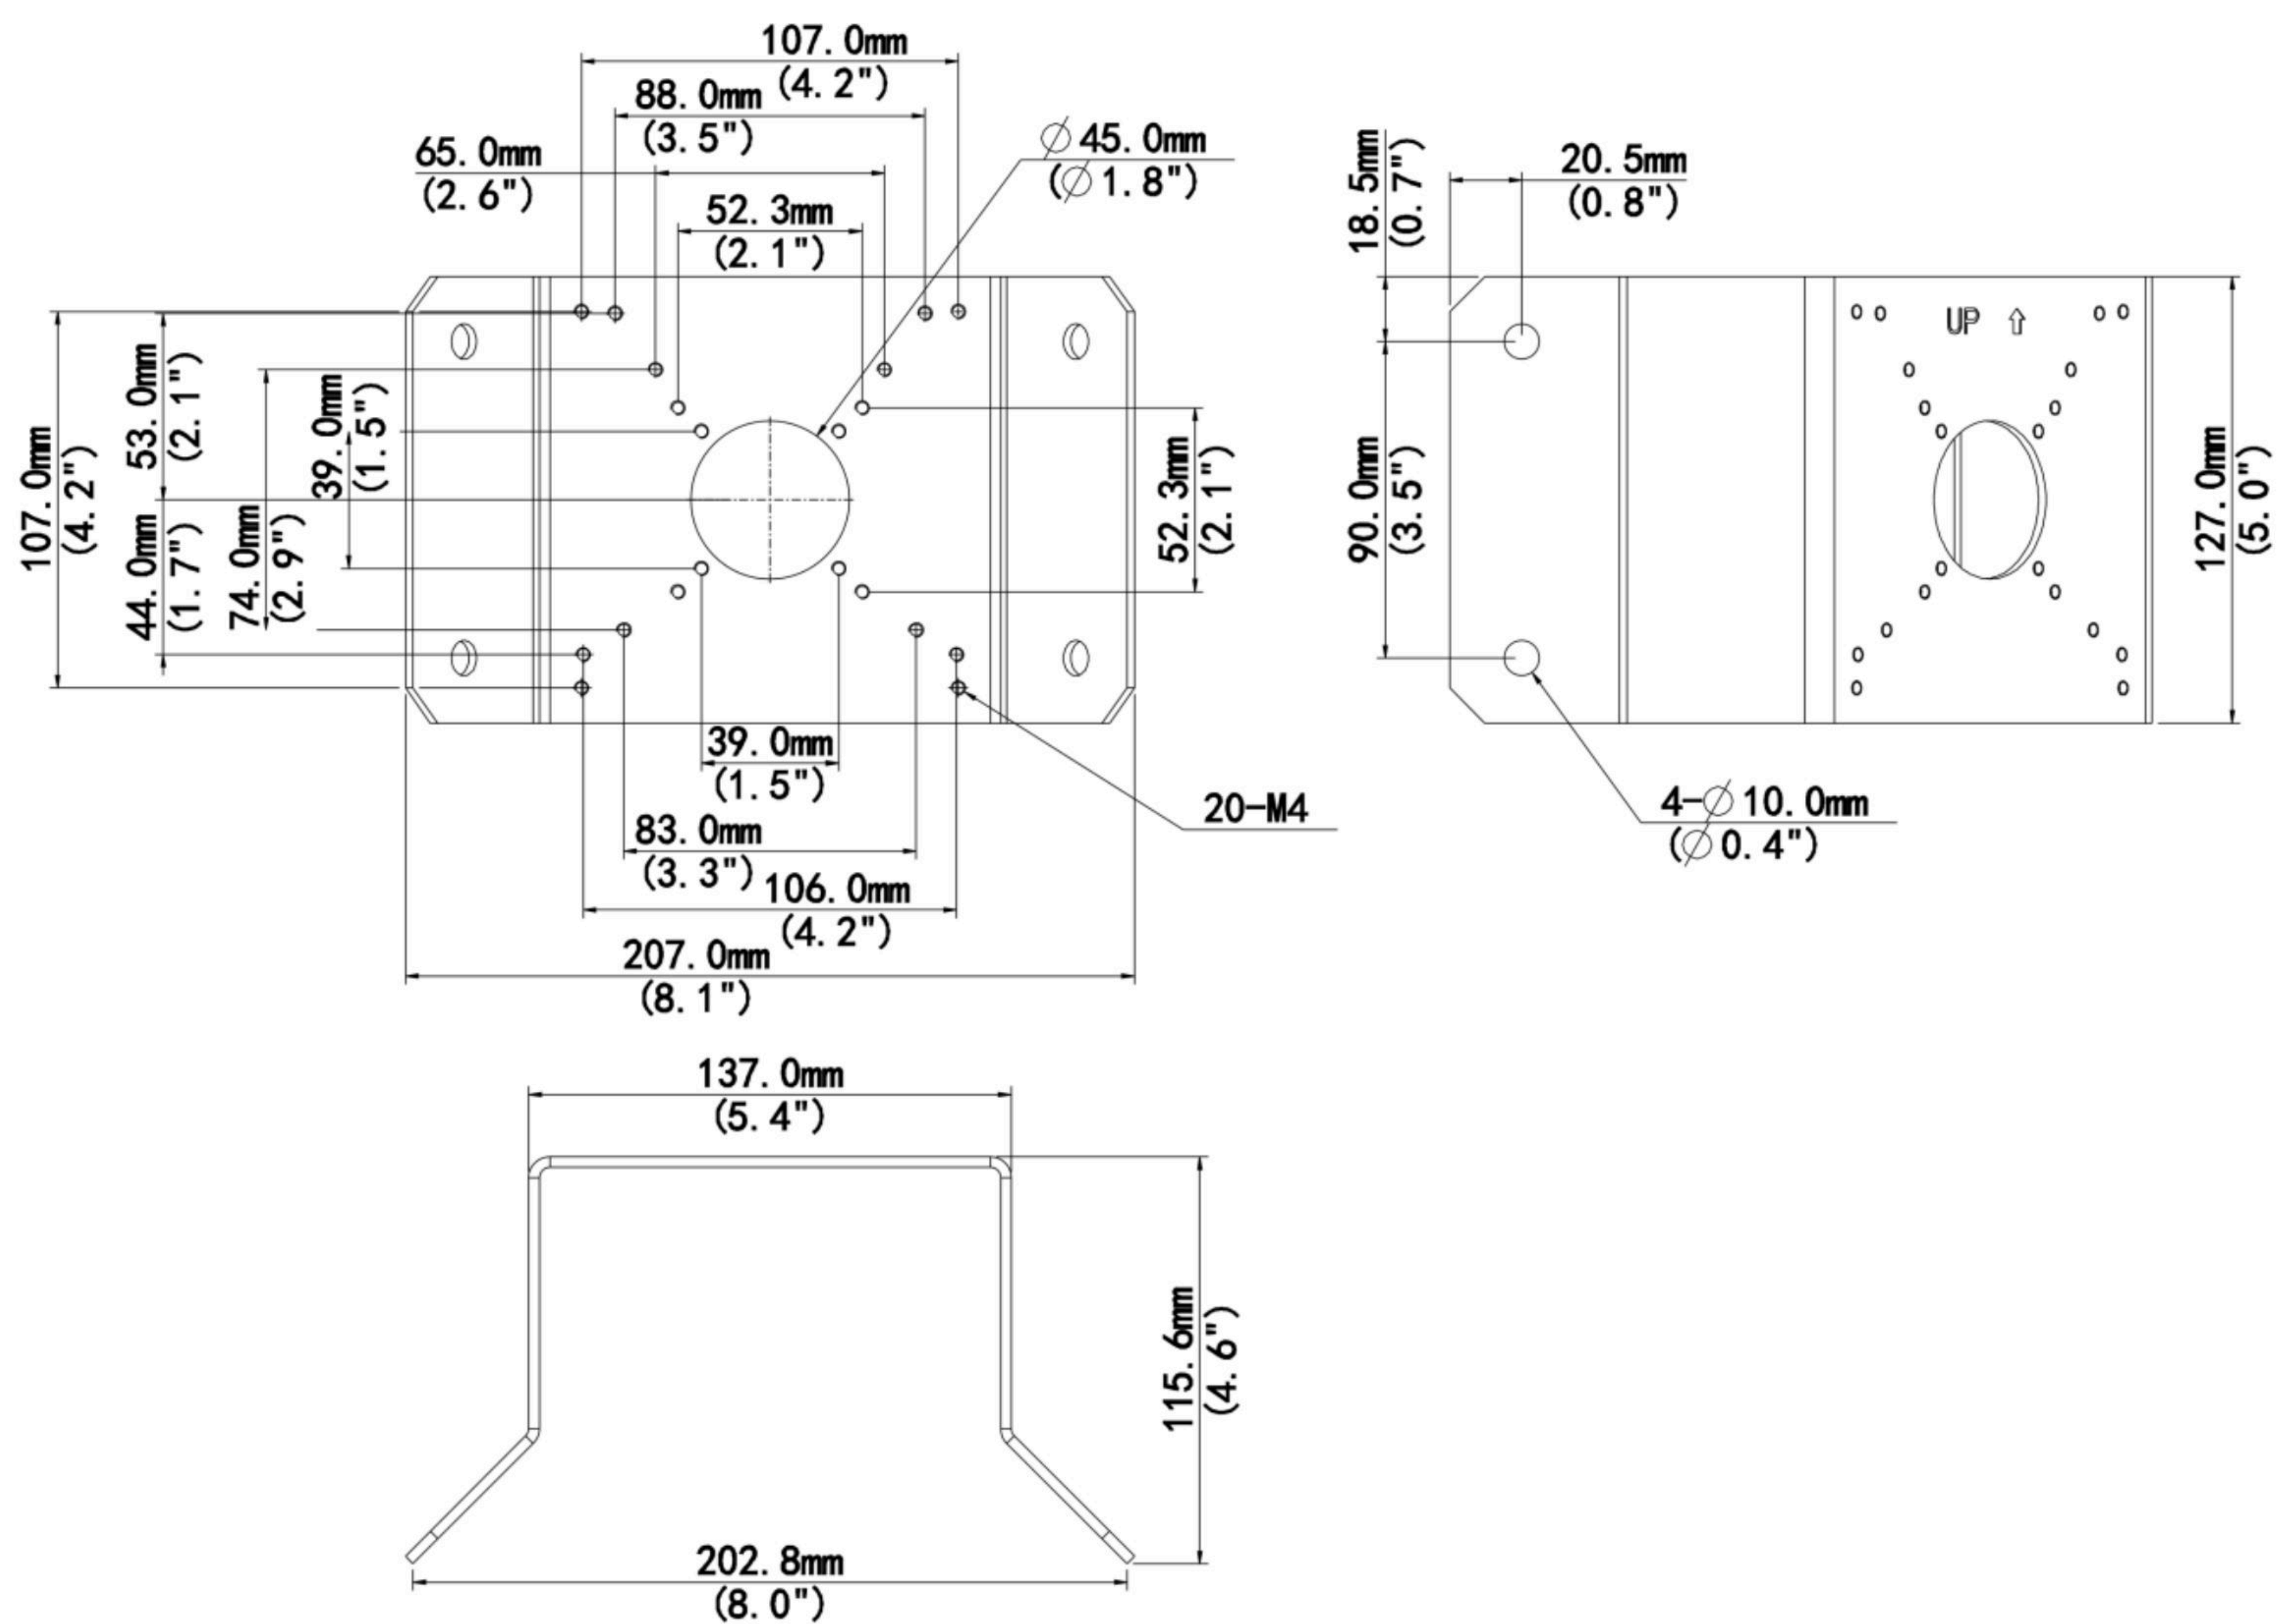 107.0mm
(4.2")
88.0mm
(3.5")
65.0mm
(2.6")
52.3mm
(2.1")
⌀45.0mm
(⌀1.8")
107.0mm
(4.2")
53.0mm
(2.1")
44.0mm
(1.7")
74.0mm
(2.9")
39.0mm
(1.5")
52.3mm
(2.1")
39.0mm
(1.5")
83.0mm
(3.3")
106.0mm
(4.2")
207.0mm
(8.1")
20-M4
18.5mm
(0.7")
20.5mm
(0.8")
UP
90.0mm
(3.5")
127.0mm
(5.0")
4-⌀10.0mm
(⌀0.4")
137.0mm
(5.4")
115.6mm
(4.6")
202.8mm
(8.0")